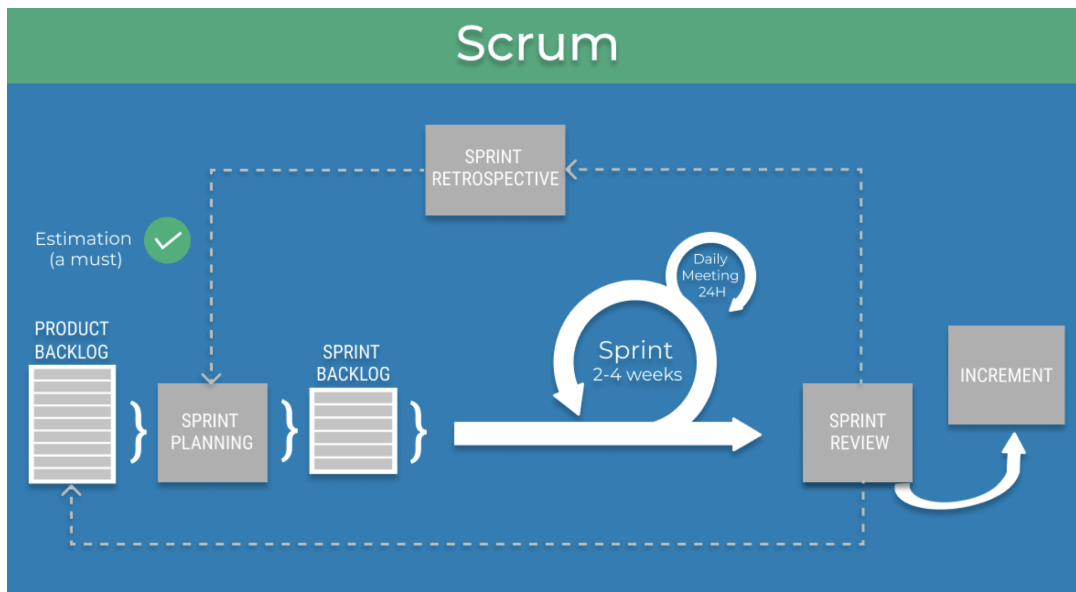 Scrum
SPRINT
RETROSPECTIVE
Estimation
(a must)
Daily
Meeting
24H
PRODUCT
BACKLOG
SPRINT
BACKLOG
Sprint
2-4 weeks
INCREMENT
SPRINT
PLANNING
SPRINT
REVIEW